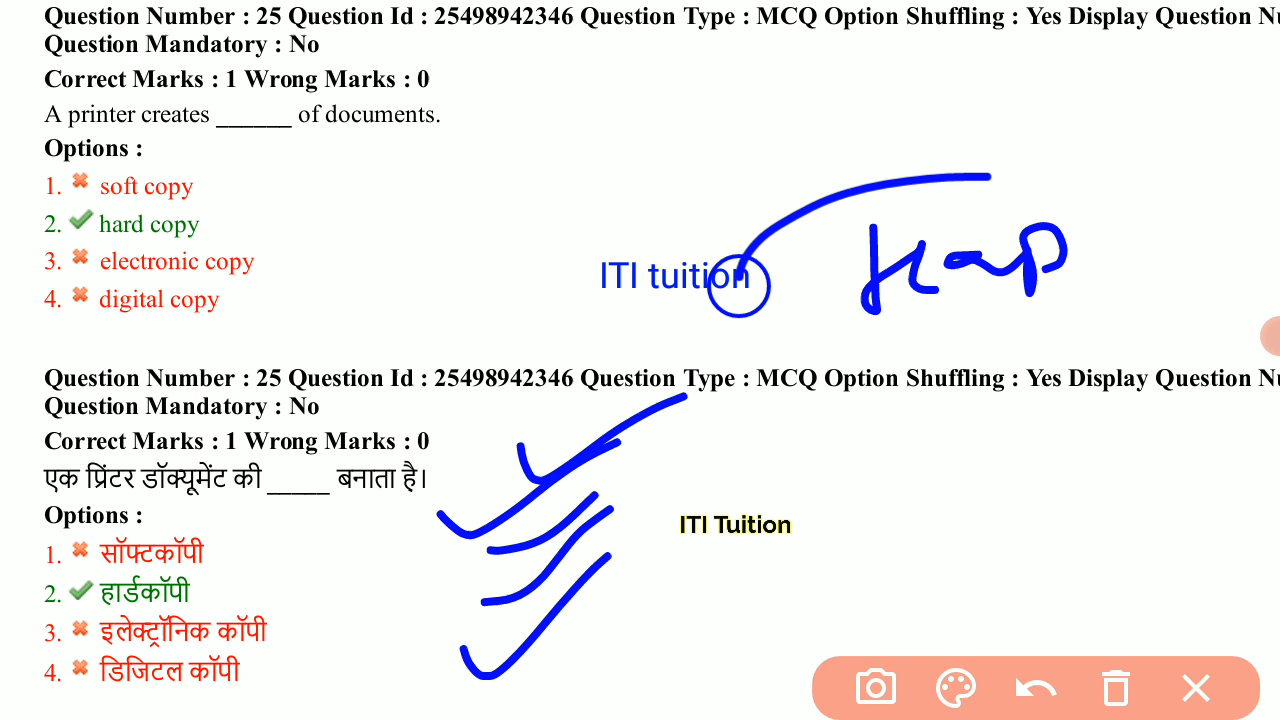 Question Number : 25 Question Id : 25498942346 Question Type : MCQ Option Shuffling : Yes Display Question
Question Mandatory : No
Correct Marks : 1 Wrong Marks : 0
A printer creates ______ of documents.
Options :
1. soft copy
2. hard copy
3. electronic copy
4. digital copy
ITI tuition
Question Number : 25 Question Id : 25498942346 Question Type : MCQ Option Shuffling : Yes Display Question
Question Mandatory : No
Correct Marks : 1 Wrong Marks : 0
एक प्रिंटर डॉक्यूमेंट की _____ बनाता है।
Options :
ITI Tuition
1. सॉफ्टकॉपी
2. हार्डकॉपी
3. इलेक्ट्रॉनिक कॉपी
4. डिजिटल कॉपी